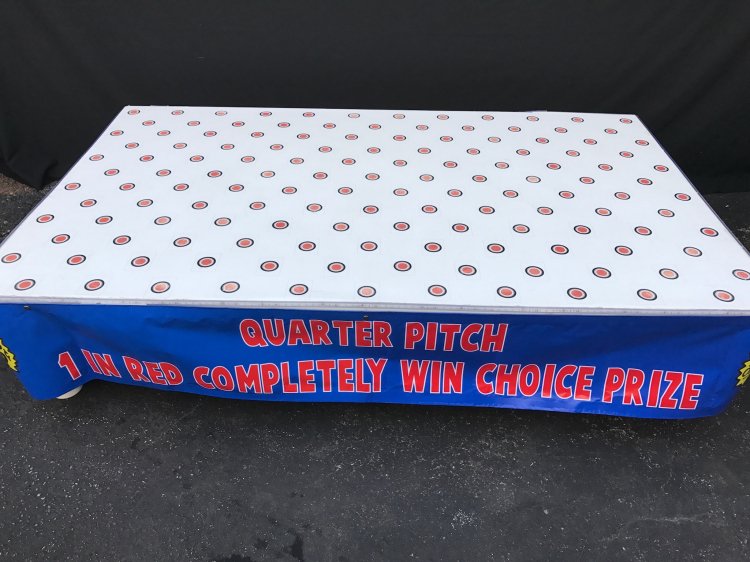 QUARTER PITCH
1 IN RED COMPLETELY WIN CHOICE PRIZE